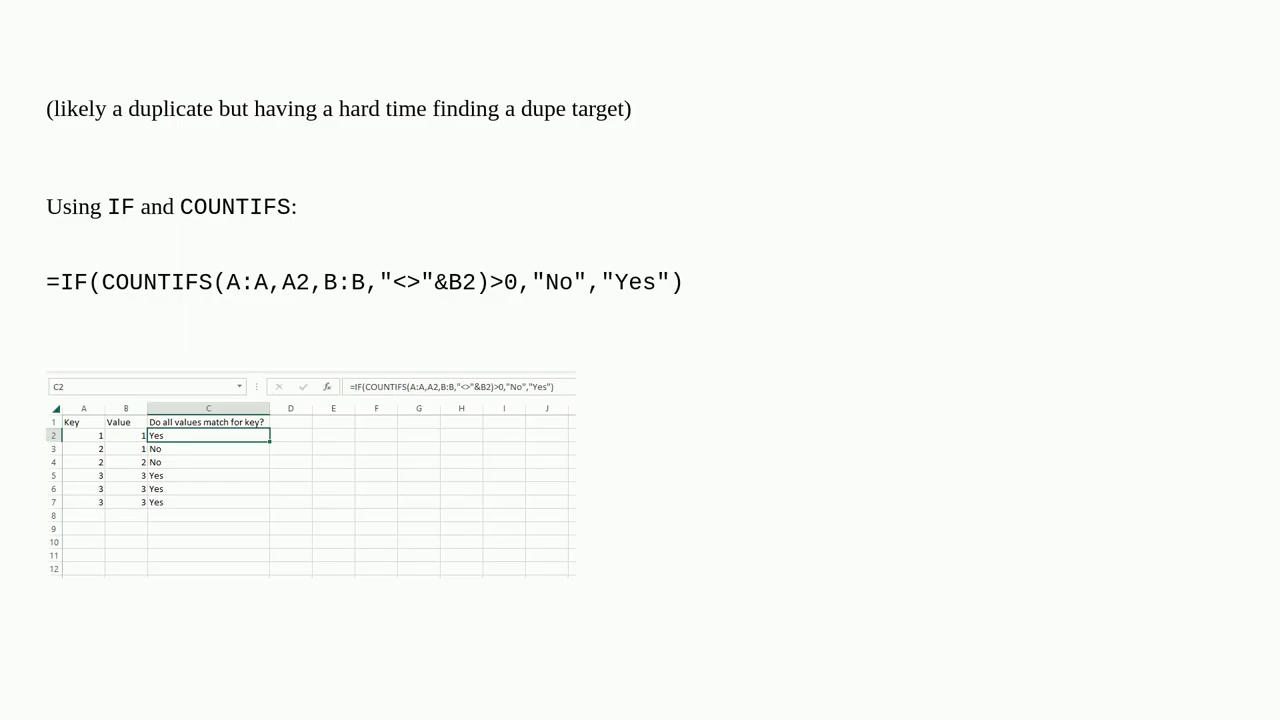 (likely a duplicate but having a hard time finding a dupe target)
Using IF and COUNTIFS:
=IF(COUNTIFS(A:A,A2,B:B,"<>"&B2)>0,"No","Yes")
C2 fx =IF(COUNTIFS(A:A,A2,B:B,"<>"&B2)>0,"No","Yes")
A B C D E F G H I J
1 Key Value Do all values match for key?
2 1 1 Yes
3 2 1 No
4 2 2 No
5 3 3 Yes
6 3 3 Yes
7 3 3 Yes
8
9
10
11
12